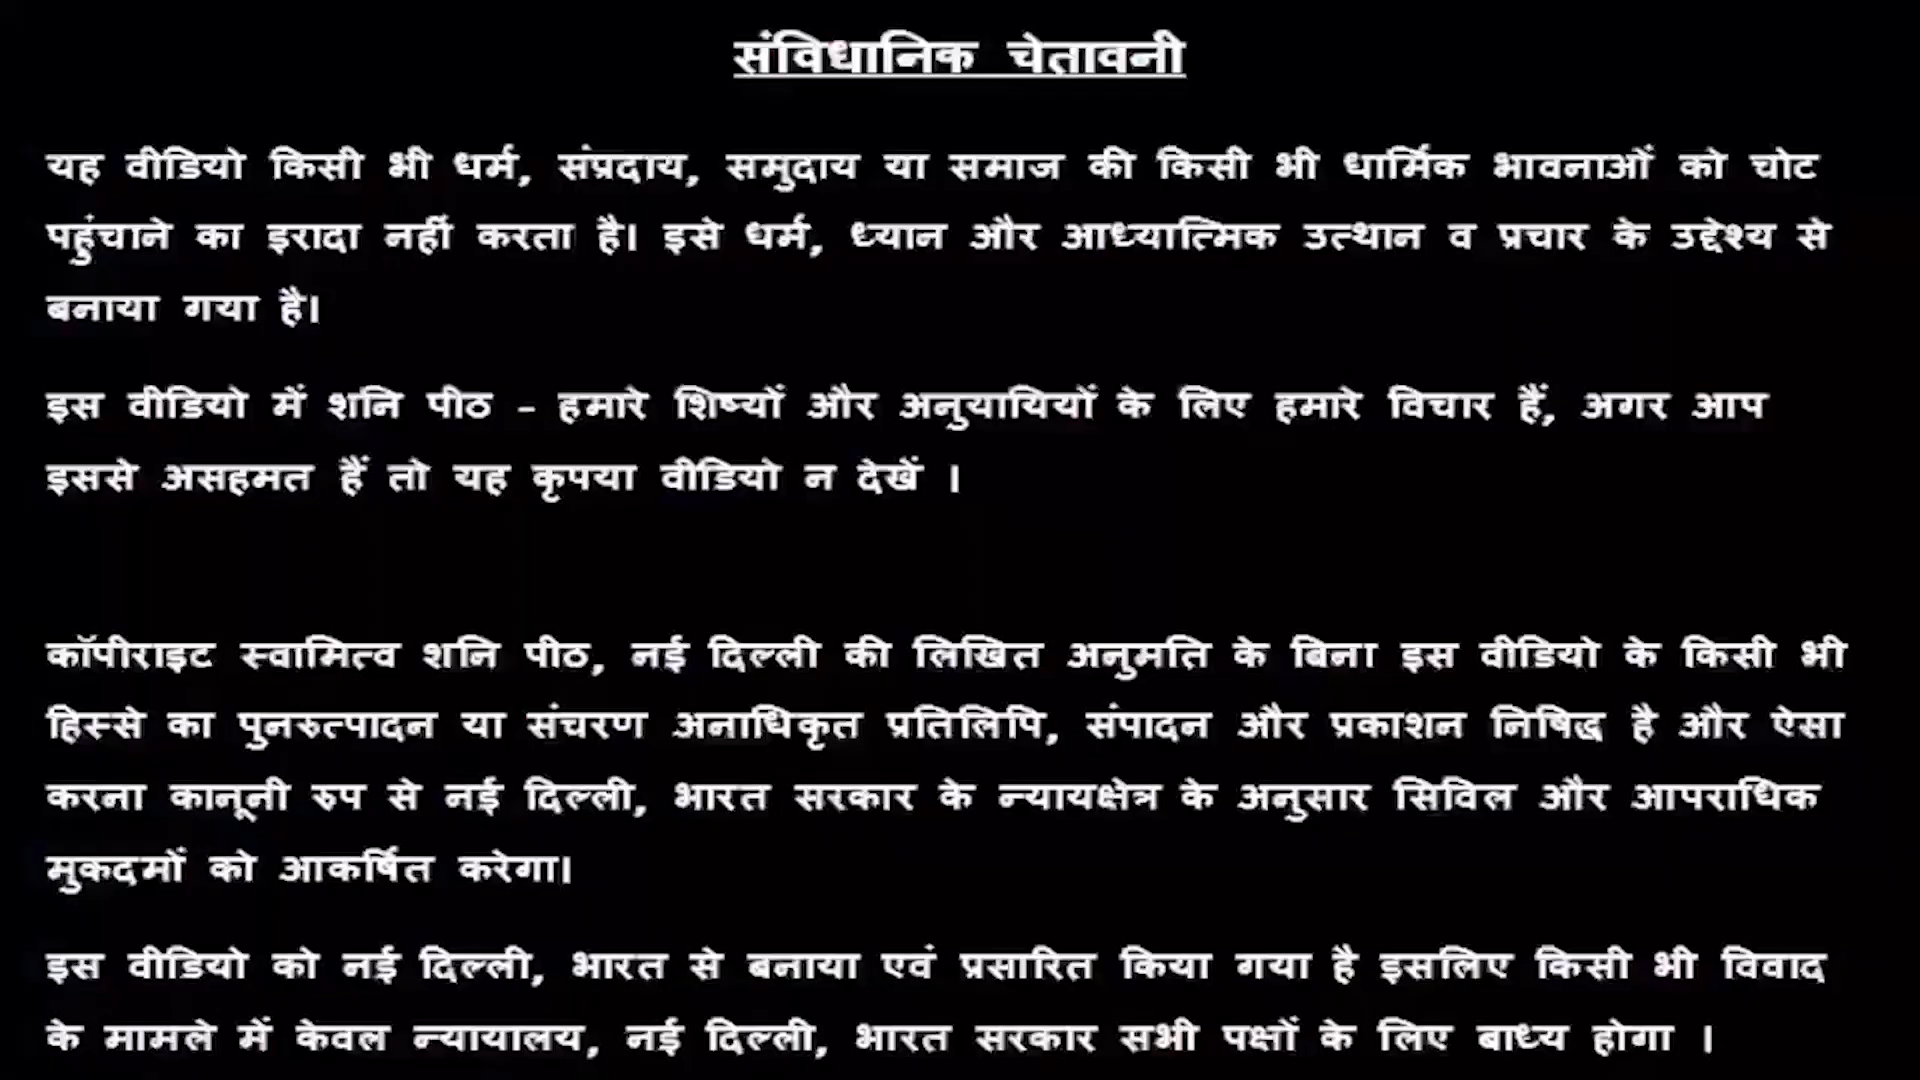 संविधानिक चेतावनी
यह वीडियो किसी भी धर्म, संप्रदाय, समुदाय या समाज की किसी भी धार्मिक भावनाओं को चोट
पहुंचाने का इरादा नहीं करता है। इसे धर्म, ध्यान और आध्यात्मिक उत्थान व प्रचार के उद्देश्य से
बनाया गया है।
इस वीडियो में शनि पीठ - हमारे शिष्यों और अनुयायियों के लिए हमारे विचार हैं, अगर आप
इससे असहमत हैं तो यह कृपया वीडियो न देखें ।
कॉपीराइट स्वामित्व शनि पीठ, नई दिल्ली की लिखित अनुमति के बिना इस वीडियो के किसी भी
हिस्से का पुनरुत्पादन या संचरण अनाधिकृत प्रतिलिपि, संपादन और प्रकाशन निषिद्ध है और ऐसा
करना कानूनी रुप से नई दिल्ली, भारत सरकार के न्यायक्षेत्र के अनुसार सिविल और आपराधिक
मुकदमों को आकर्षित करेगा।
इस वीडियो को नई दिल्ली, भारत से बनाया एवं प्रसारित किया गया है इसलिए किसी भी विवाद
के मामले में केवल न्यायालय, नई दिल्ली, भारत सरकार सभी पक्षों के लिए बाध्य होगा ।